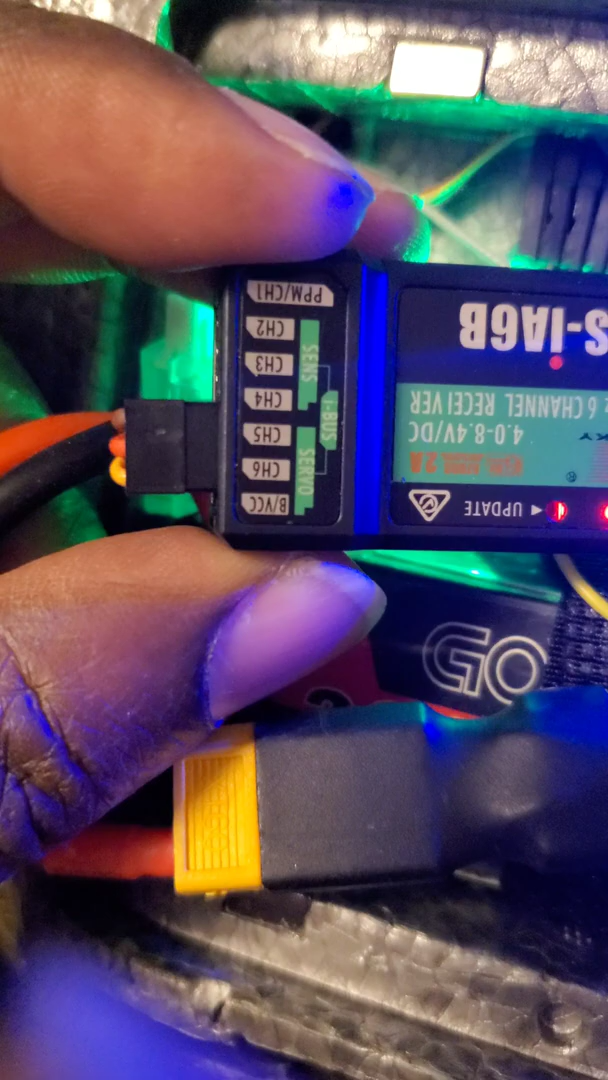 PPM/CH1
CH2
CH3
CH4
CH5
CH6
B/VCC
SENS
i-BUS
SERVO
S-iA6B
6 CHANNEL RECEIVER
4.0-8.4V/DC
2A
UPDATE
GO